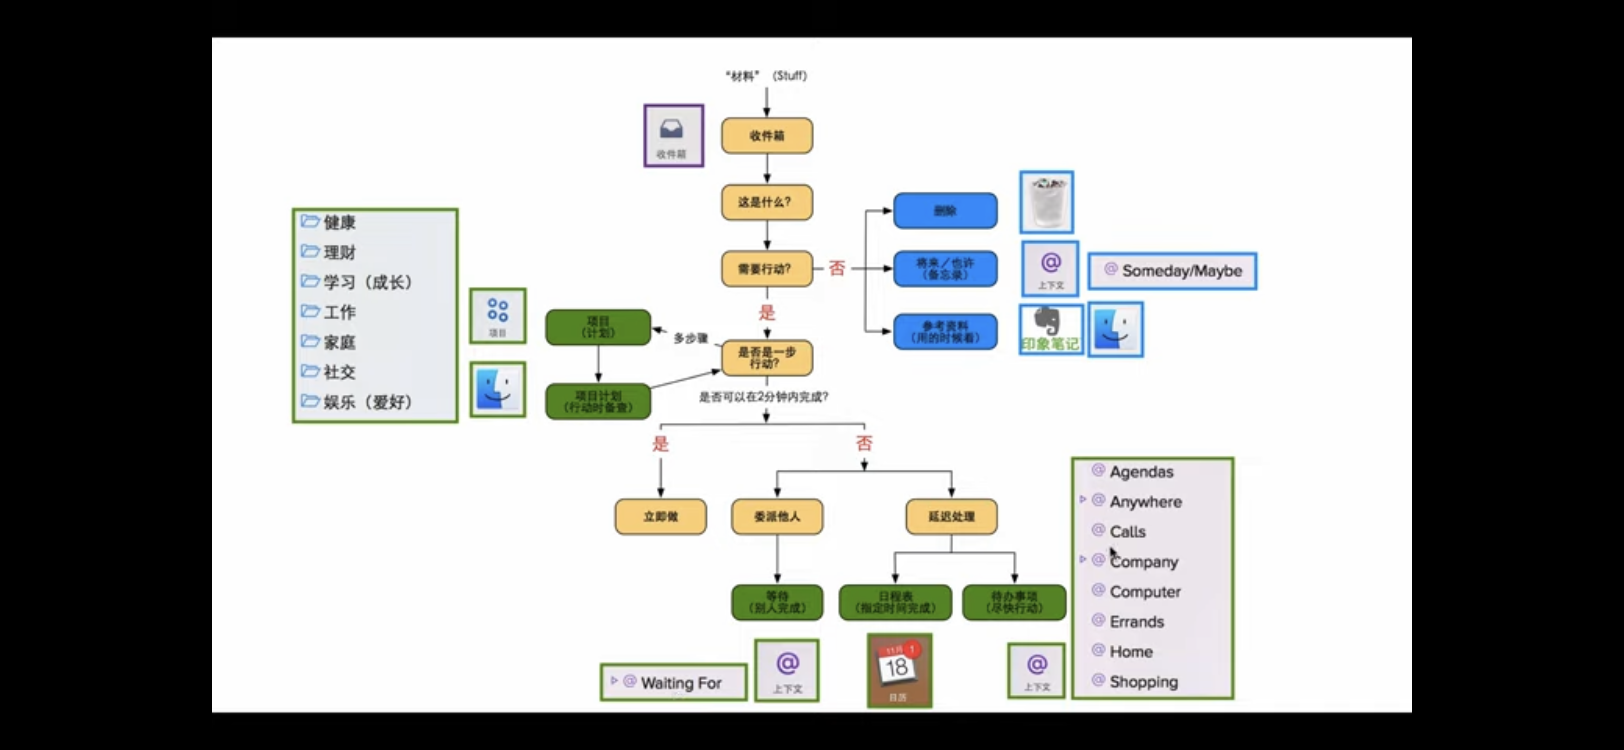 “材料” (Stuff)
收件箱
收件箱
这是什么?
需要行动?
否
删除
将来/也许
(备忘录)
@
上下文
@ Someday/Maybe
参考资料
(用的时候看)
印象笔记
是
健康
理财
学习（成长）
工作
家庭
社交
娱乐（爱好）
项目
项目
(计划)
多步骤
是否是一步
行动?
项目计划
(行动时备查)
是否可以在2分钟内完成?
是
否
立即做
委派他人
延迟处理
等待
(别人完成)
日程表
(指定时间完成)
待办事项
(尽快行动)
@ Waiting For
@
上下文
11月 1
18
日历
@
上下文
@ Agendas
@ Anywhere
@ Calls
@ Company
@ Computer
@ Errands
@ Home
@ Shopping